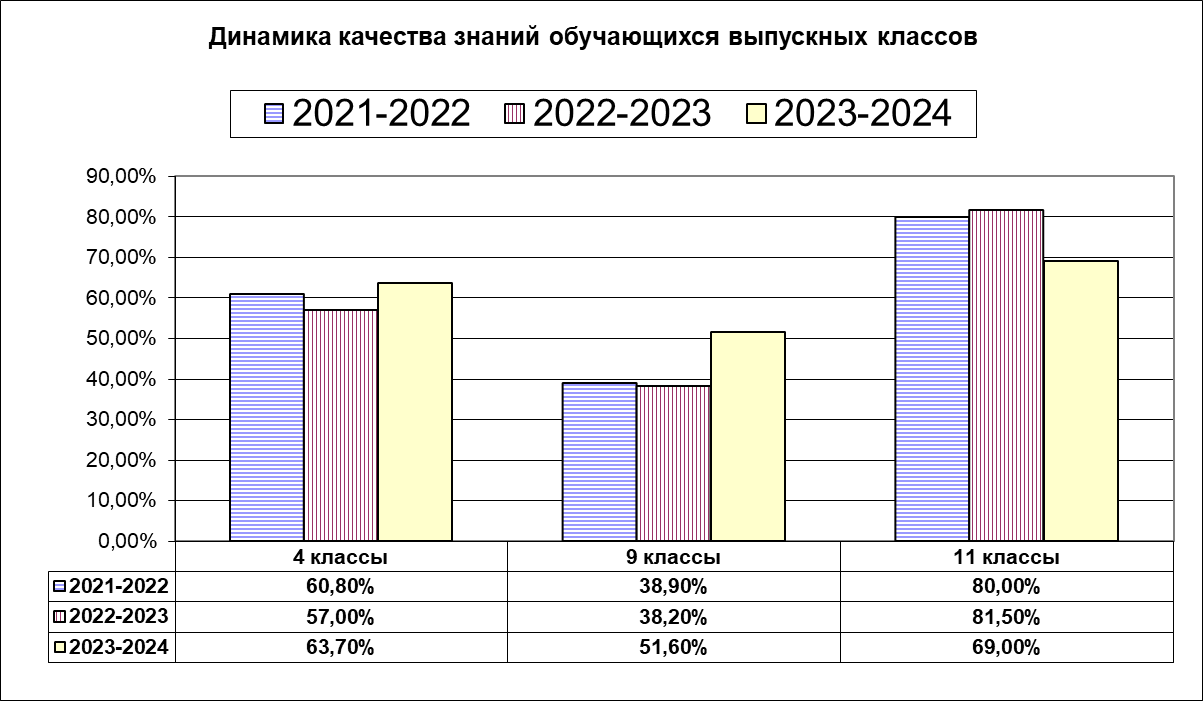 Динамика качества знаний обучающихся выпускных классов
2021-2022 2022-2023 2023-2024
90,00%
80,00%
70,00%
60,00%
50,00%
40,00%
30,00%
20,00%
10,00%
0,00%
4 классы 9 классы 11 классы
2021-2022 60,80% 38,90% 80,00%
2022-2023 57,00% 38,20% 81,50%
2023-2024 63,70% 51,60% 69,00%